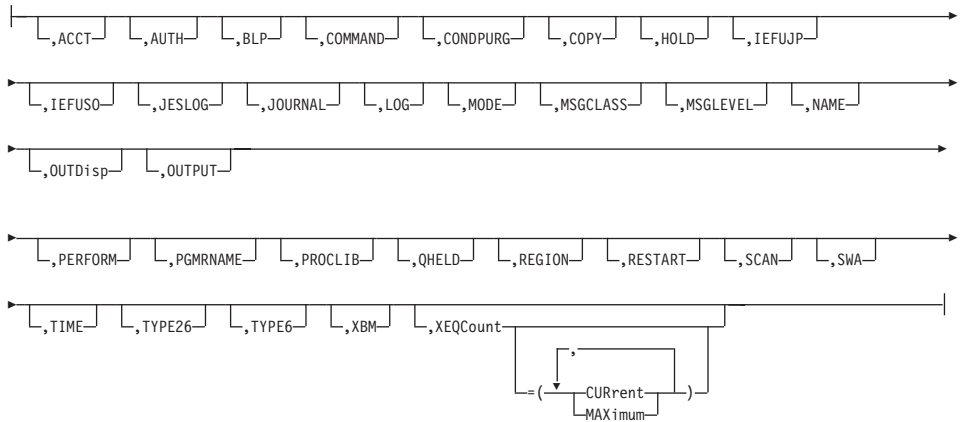 ,ACCT ,AUTH ,BLP ,COMMAND ,CONDPURG ,COPY ,HOLD ,IEFUJP
,IEFUSO ,JESLOG ,JOURNAL ,LOG ,MODE ,MSGCLASS ,MSGLEVEL ,NAME
,OUTDisp ,OUTPUT
,PERFORM ,PGMRNAME ,PROCLIB ,QHELD ,REGION ,RESTART ,SCAN ,SWA
,TIME ,TYPE26 ,TYPE6 ,XBM ,XEQCount
,
=( CURrent )
MAXimum